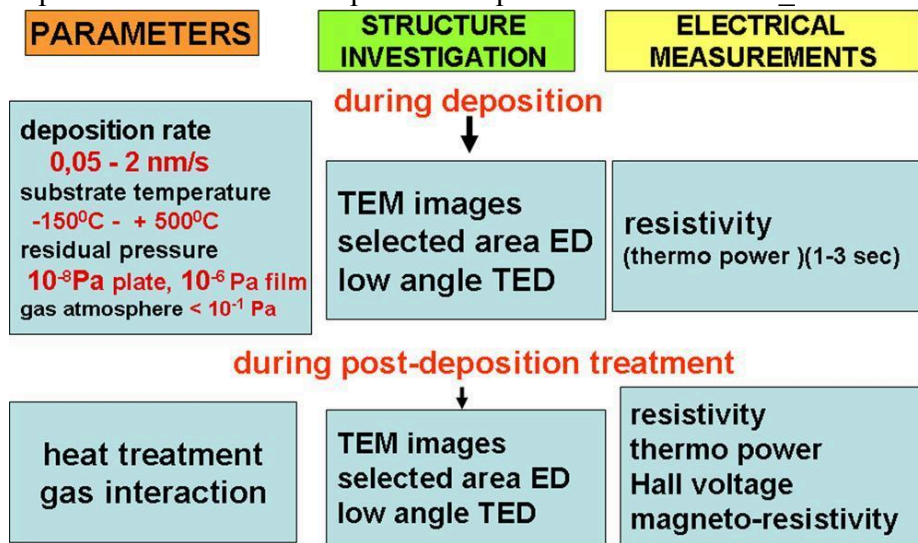 PARAMETERS
STRUCTURE
INVESTIGATION
ELECTRICAL
MEASUREMENTS
during deposition
deposition rate
0,05 - 2 nm/s
substrate temperature
-150⁰C - + 500⁰C
residual pressure
10⁻⁸Pa plate, 10⁻⁶ Pa film
gas atmosphere < 10⁻¹ Pa
TEM images
selected area ED
low angle TED
resistivity
(thermo power )(1-3 sec)
during post-deposition treatment
heat treatment
gas interaction
TEM images
selected area ED
low angle TED
resistivity
thermo power
Hall voltage
magneto-resistivity